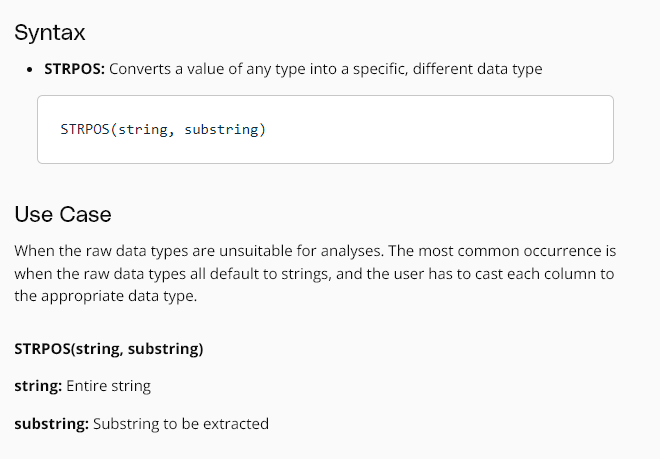 Syntax
• STRPOS: Converts a value of any type into a specific, different data type
STRPOS(string, substring)
Use Case
When the raw data types are unsuitable for analyses. The most common occurrence is
when the raw data types all default to strings, and the user has to cast each column to
the appropriate data type.
STRPOS(string, substring)
string: Entire string
substring: Substring to be extracted